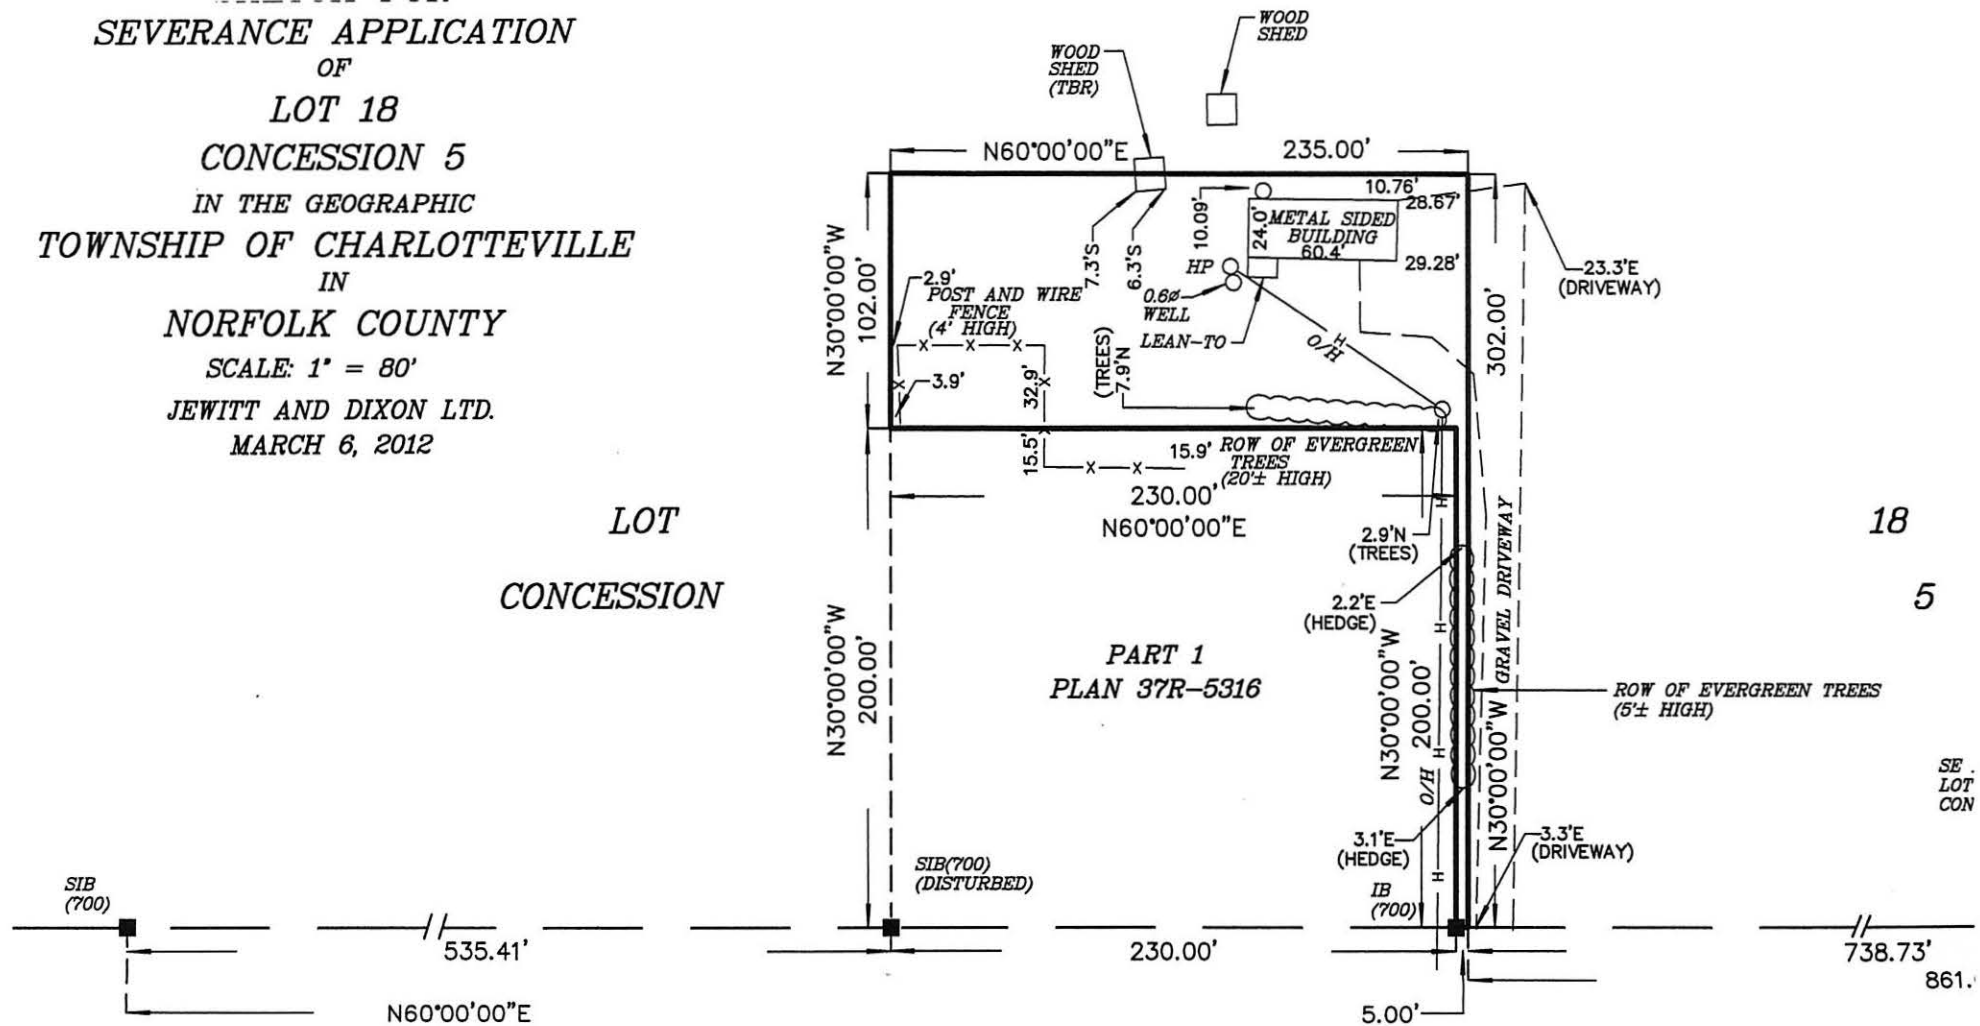 SEVERANCE APPLICATION
OF
LOT 18
CONCESSION 5
IN THE GEOGRAPHIC
TOWNSHIP OF CHARLOTTEVILLE
IN
NORFOLK COUNTY
SCALE: 1" = 80'
JEWITT AND DIXON LTD.
MARCH 6, 2012
WOOD
SHED
WOOD
SHED
(TBR)
N60°00'00"E
235.00'
N30°00'00"W
102.00'
7.3'S
6.3'S
10.09'
24.0'
10.76'
28.67'
METAL SIDED
BUILDING
60.4'
29.28'
HP
0.6ø
WELL
LEAN-TO
O/H
H
H
23.3'E
(DRIVEWAY)
302.00'
2.9'
POST AND WIRE
FENCE
(4' HIGH)
X
X
X
X
X
3.9'
32.9'
(TREES)
7.9'N
X
15.5'
X
X
15.9'
ROW OF EVERGREEN
TREES
(20'± HIGH)
230.00'
N60°00'00"E
LOT
18
CONCESSION
5
2.9'N
(TREES)
H
2.2'E
(HEDGE)
H
GRAVEL DRIVEWAY
N30°00'00"W
200.00'
PART 1
PLAN 37R-5316
N30°00'00"W
200.00'
H
O/H
N30°00'00"W
ROW OF EVERGREEN TREES
(5'± HIGH)
SE
LOT
CON
3.1'E
(HEDGE)
3.3'E
(DRIVEWAY)
H
SIB
(700)
SIB(700)
(DISTURBED)
IB
(700)
535.41'
230.00'
738.73'
861.
N60°00'00"E
5.00'